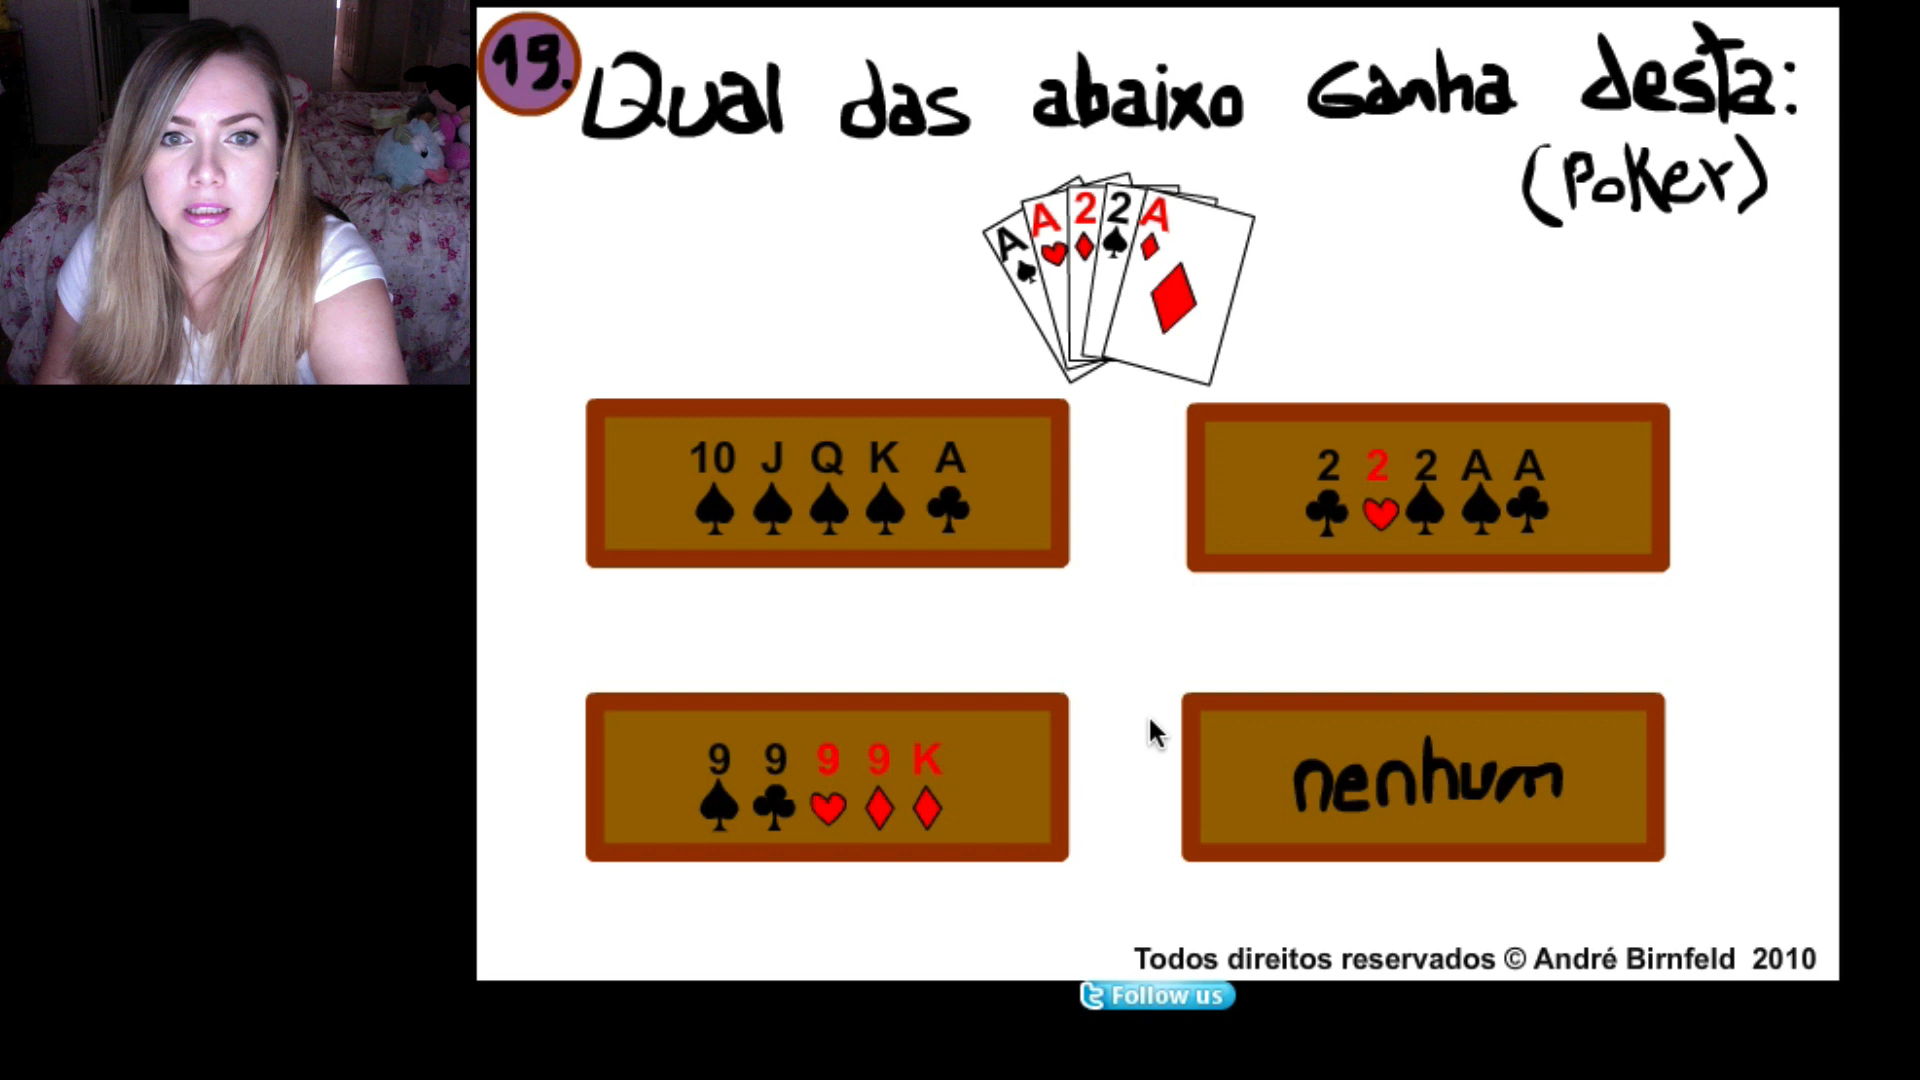 19. Qual das abaixo Ganha desta:
(Poker)
A A 2 2 A
10 J Q K A
2 2 2 A A
9 9 9 9 K
nenhum
Todos direitos reservados © André Birnfeld 2010
Follow us